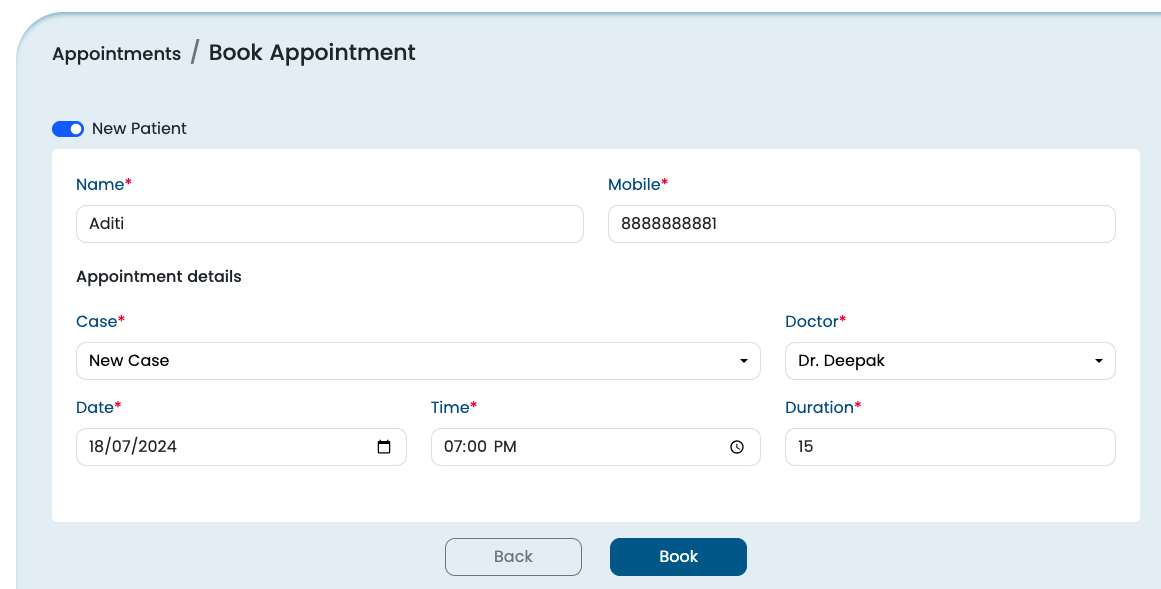 Appointments / Book Appointment
New Patient
Name* Mobile*
Aditi 8888888881
Appointment details
Case* Doctor*
New Case Dr. Deepak
Date* Time* Duration*
18/07/2024 07:00 PM 15
Back Book